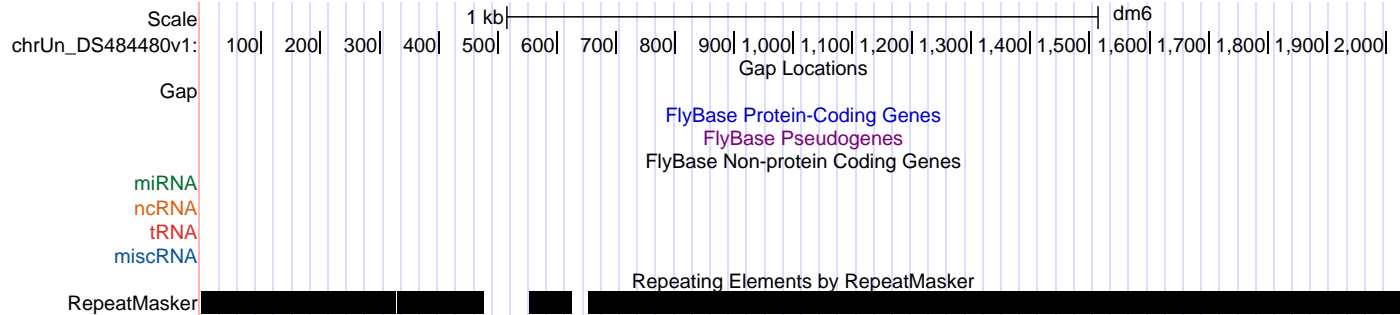 Scale 1 kb dm6
chrUn_DS484480v1: 100 200 300 400 500 600 700 800 900 1,000 1,100 1,200 1,300 1,400 1,500 1,600 1,700 1,800 1,900 2,000
Gap Locations
Gap
FlyBase Protein-Coding Genes
FlyBase Pseudogenes
FlyBase Non-protein Coding Genes
miRNA
ncRNA
tRNA
miscRNA
Repeating Elements by RepeatMasker
RepeatMasker